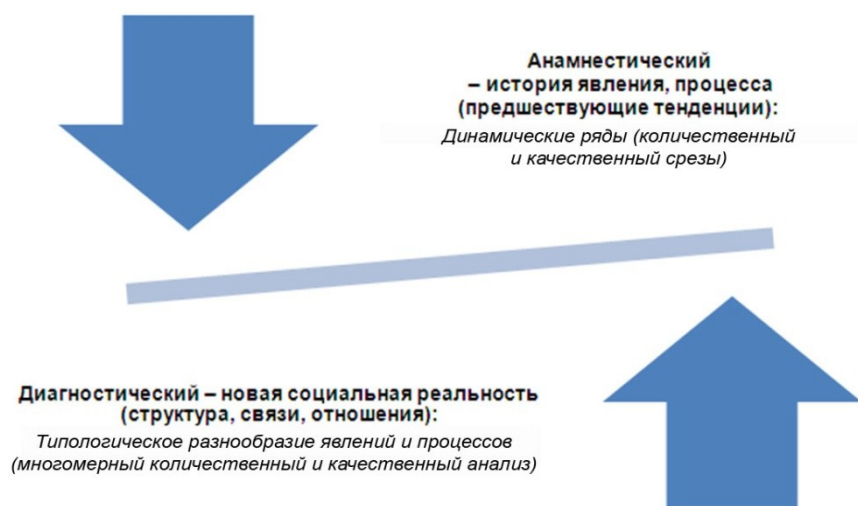 Анамнестический
– история явления, процесса
(предшествующие тенденции):
Динамические ряды (количественный
и качественный срезы)
Диагностический – новая социальная реальность
(структура, связи, отношения):
Типологическое разнообразие явлений и процессов
(многомерный количественный и качественный анализ)